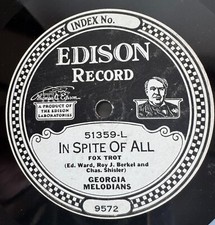 INDEX No.
EDISON
RECORD
A PRODUCT
OF THE
EDISON
LABORATORIES
51359-L
IN SPITE OF ALL
FOX TROT
(Ed. Ward, Roy J. Berkel and
Chas. Shisler)
GEORGIA
MELODIANS
9572